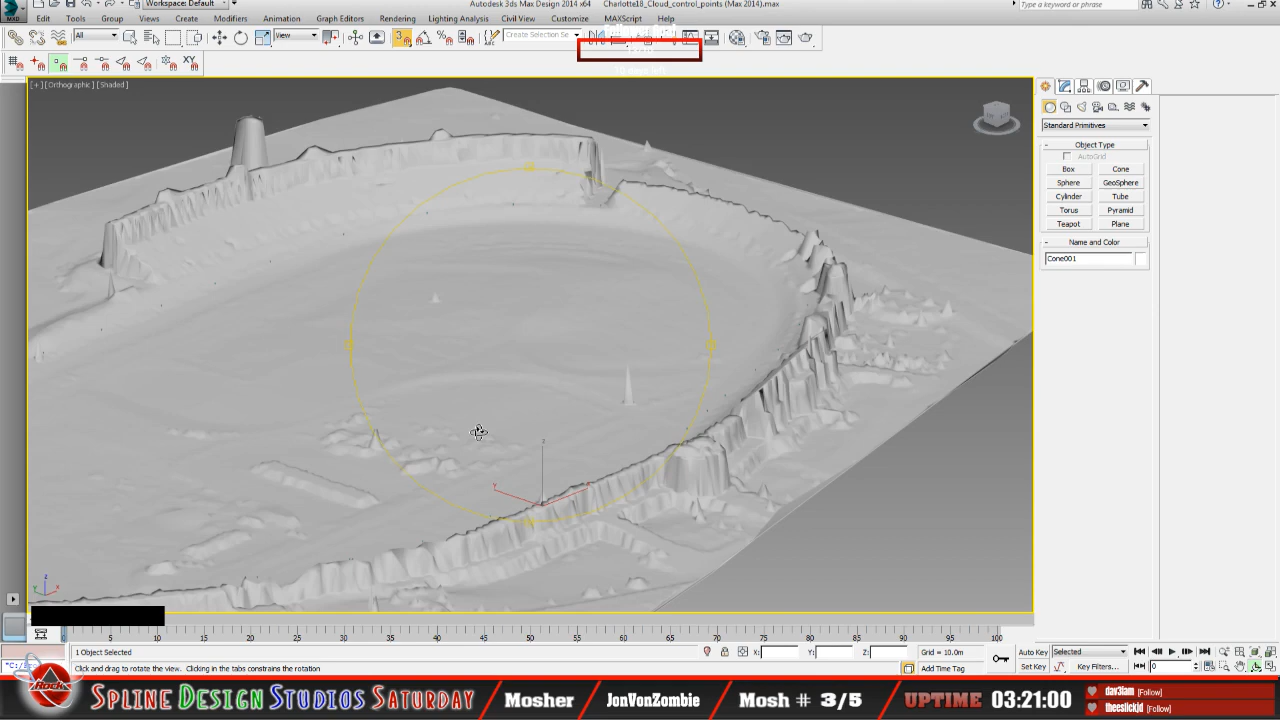 Autodesk 3ds Max Design 2014 x64 Charlotte18_Cloud_control_points (Max 2014).max
Workspace: Default
Type a keyword or phrase
MXD
Edit Tools Group Views Create Modifiers Animation Graph Editors Rendering Lighting Analysis Civil View Customize MAXScript Help
All View Create Selection Se
XY
[+] [Orthographic] [Shaded]
Standard Primitives
Object Type
AutoGrid
Box Cone
Sphere GeoSphere
Cylinder Tube
Torus Pyramid
Teapot Plane
Name and Color
Cone001
0 5 10 15 20 25 30 35 40 45 50 55 60 65 70 75 80 85 90 95 100
1 Object Selected X: Y: Z: Grid = 10.0m Auto Key Selected
Click and drag to rotate the view. Clicking in the tabs constrains the rotation Add Time Tag Set Key Key Filters... 0
Rock
Spline Design Studios Saturday Mosher JonVonZombie Mosh # 3/5 UPTIME 03:21:00
dav3lam [Follow]
theestickjd [Follow]